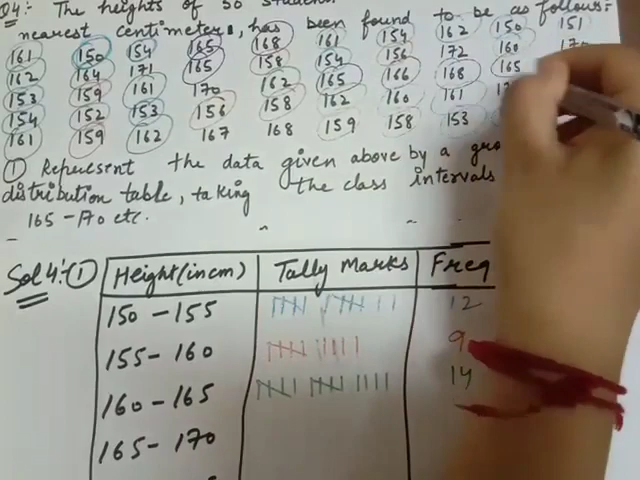 Q4: The heights of 50 students
nearest centimeter, has been found to be as follows:-
161 150 154 165 168 161 154 162 150 151
162 164 171 165 158 154 156 172 160 170
153 159 161 170 162 165 166 168 165
154 152 153 156 158 162 160 161
161 159 162 167 168 159 158 153
① Represent the data given above by a
distribution table, taking the class intervals
165 - 170 etc.
Sol 4:- ① Height (in cm) Tally Marks Freq
150 - 155 12
155 - 160 9
160 - 165 14
165 - 170